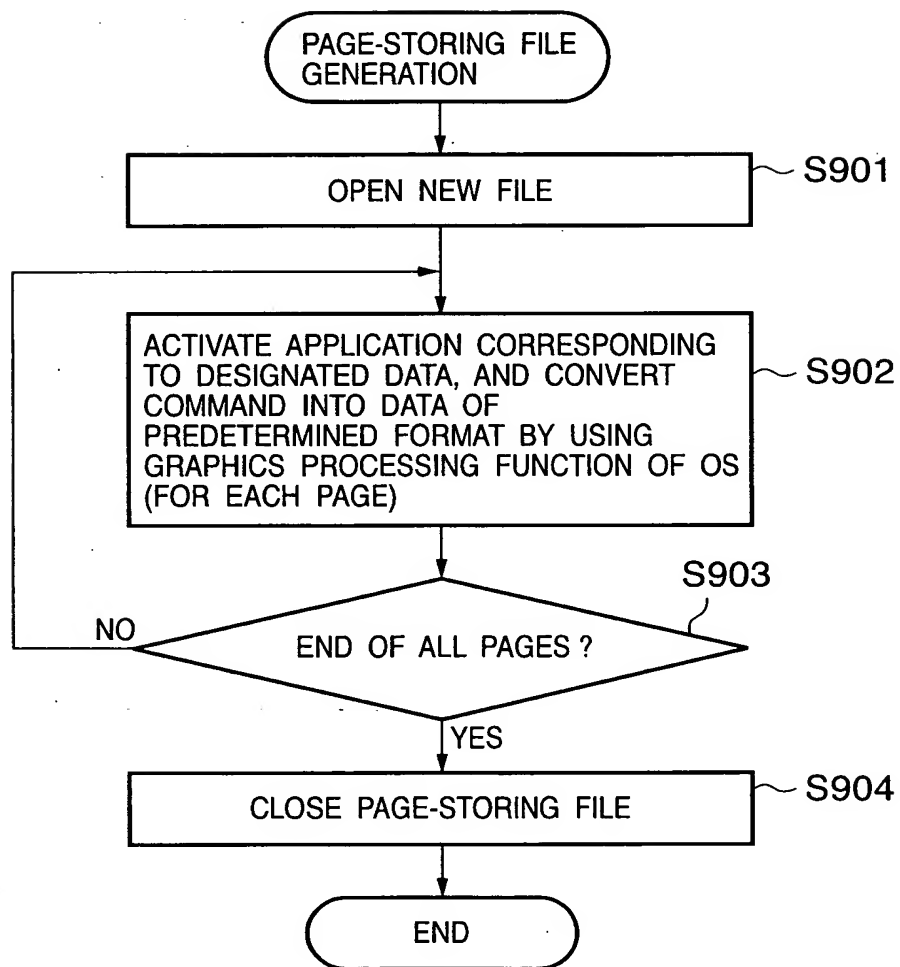 PAGE-STORING FILE
GENERATION
OPEN NEW FILE
S901
ACTIVATE APPLICATION CORRESPONDING
TO DESIGNATED DATA, AND CONVERT
COMMAND INTO DATA OF
PREDETERMINED FORMAT BY USING
GRAPHICS PROCESSING FUNCTION OF OS
(FOR EACH PAGE)
S902
S903
NO
END OF ALL PAGES ?
YES
CLOSE PAGE-STORING FILE
S904
END